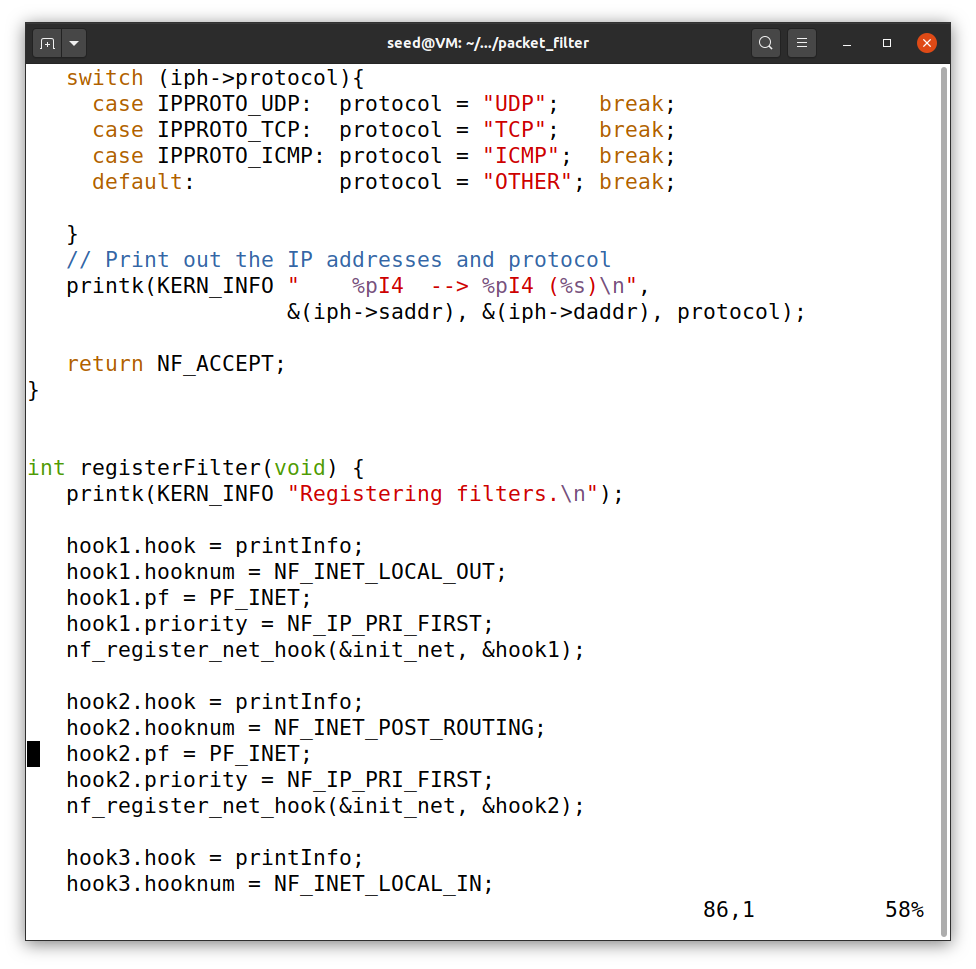 seed@VM: ~/.../packet_filter
switch (iph->protocol){
case IPPROTO_UDP:  protocol = "UDP";   break;
case IPPROTO_TCP:  protocol = "TCP";   break;
case IPPROTO_ICMP: protocol = "ICMP";  break;
default:           protocol = "OTHER"; break;
}
// Print out the IP addresses and protocol
printk(KERN_INFO "    %pI4  --> %pI4 (%s)\n",
&(iph->saddr), &(iph->daddr), protocol);
return NF_ACCEPT;
}
int registerFilter(void) {
printk(KERN_INFO "Registering filters.\n");
hook1.hook = printInfo;
hook1.hooknum = NF_INET_LOCAL_OUT;
hook1.pf = PF_INET;
hook1.priority = NF_IP_PRI_FIRST;
nf_register_net_hook(&init_net, &hook1);
hook2.hook = printInfo;
hook2.hooknum = NF_INET_POST_ROUTING;
hook2.pf = PF_INET;
hook2.priority = NF_IP_PRI_FIRST;
nf_register_net_hook(&init_net, &hook2);
hook3.hook = printInfo;
hook3.hooknum = NF_INET_LOCAL_IN;
86,1          58%